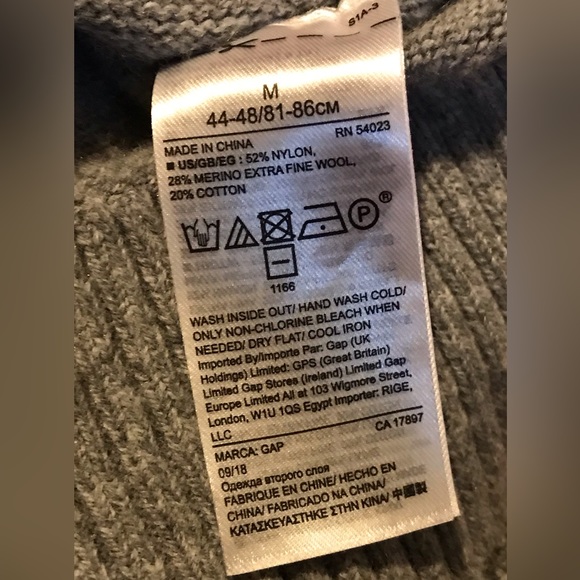 S1A-3
M
44-48/81-86CM
RN 54023
MADE IN CHINA
■ US/GB/EG : 52% NYLON,
28% MERINO EXTRA FINE WOOL,
20% COTTON
P ®
1166
WASH INSIDE OUT/ HAND WASH COLD/
ONLY NON-CHLORINE BLEACH WHEN
NEEDED/ DRY FLAT/ COOL IRON
Imported By/Importe Par: Gap (UK
Holdings) Limited: GPS (Great Britain)
Limited Gap Stores (Ireland) Limited Gap
Europe Limited All at 103 Wigmore Street,
London, W1U 1QS Egypt Importer: RIGE,
LLC
CA 17897
MARCA: GAP
09/18
Одежда второго слоя
FABRIQUE EN CHINE/ HECHO EN
CHINA/ FABRICADO NA CHINA/
ΚΑΤΑΣΚΕΥΑΣΤΗΚΕ ΣΤΗΝ ΚΙΝΑ/ 中國製